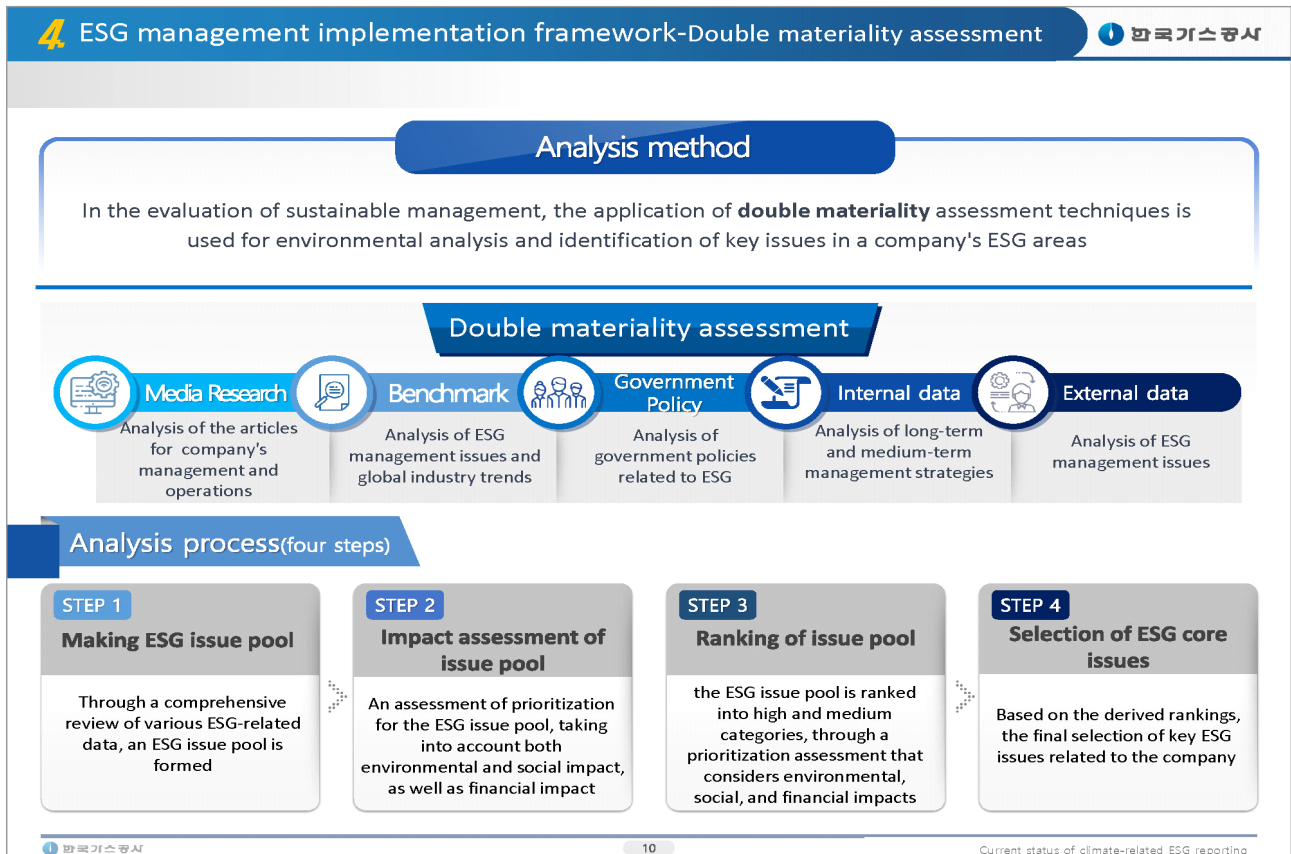 4. ESG management implementation framework-Double materiality assessment
한국가스공사
Analysis method
In the evaluation of sustainable management, the application of double materiality assessment techniques is
used for environmental analysis and identification of key issues in a company's ESG areas
Double materiality assessment
Media Research
Analysis of the articles
for company's
management and
operations
Benchmark
Analysis of ESG
management issues and
global industry trends
Government
Policy
Analysis of
government policies
related to ESG
Internal data
Analysis of long-term
and medium-term
management strategies
External data
Analysis of ESG
management issues
Analysis process(four steps)
STEP 1
Making ESG issue pool
Through a comprehensive
review of various ESG-related
data, an ESG issue pool is
formed
STEP 2
Impact assessment of
issue pool
An assessment of prioritization
for the ESG issue pool, taking
into account both
environmental and social impact,
as well as financial impact
STEP 3
Ranking of issue pool
the ESG issue pool is ranked
into high and medium
categories, through a
prioritization assessment that
considers environmental,
social, and financial impacts
STEP 4
Selection of ESG core
issues
Based on the derived rankings,
the final selection of key ESG
issues related to the company
한국가스공사
10
Current status of climate-related ESG reporting